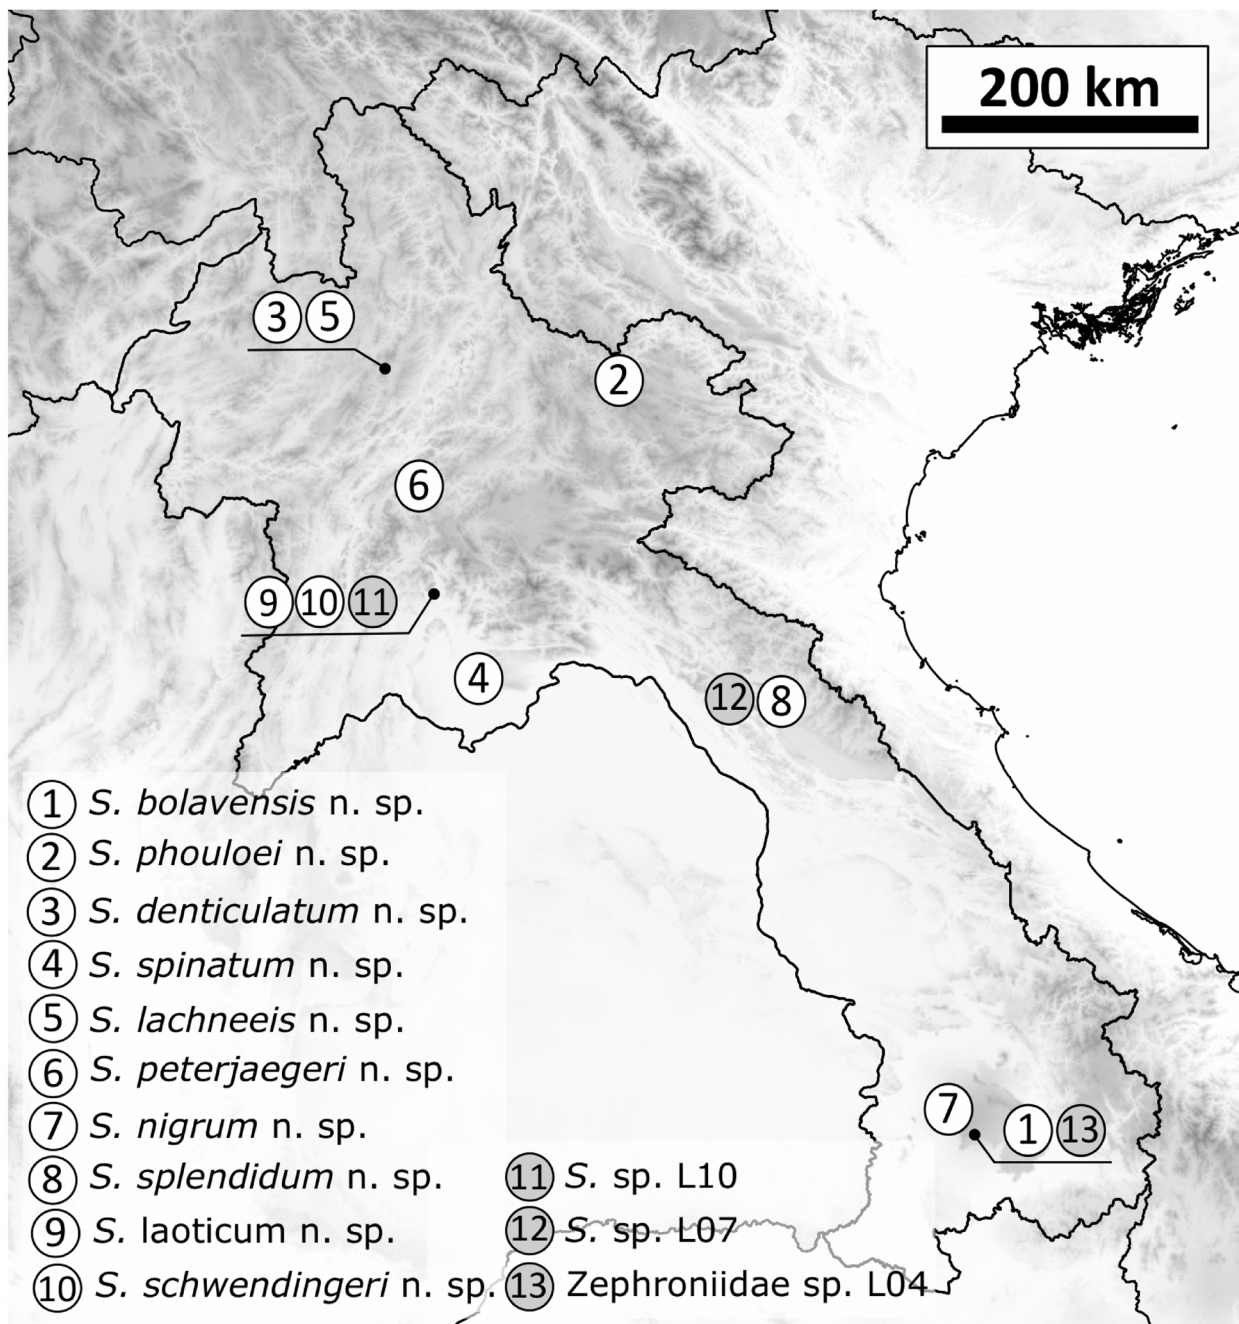 200 km
3 5
2
6
9 10 11
4
12 8
7
1 13
1 S. bolavensis n. sp.
2 S. phouloei n. sp.
3 S. denticulatum n. sp.
4 S. spinatum n. sp.
5 S. lachneeis n. sp.
6 S. peterjaegeri n. sp.
7 S. nigrum n. sp.
8 S. splendidum n. sp.
9 S. laoticum n. sp.
10 S. schwendingeri n. sp.
11 S. sp. L10
12 S. sp. L07
13 Zephroniidae sp. L04